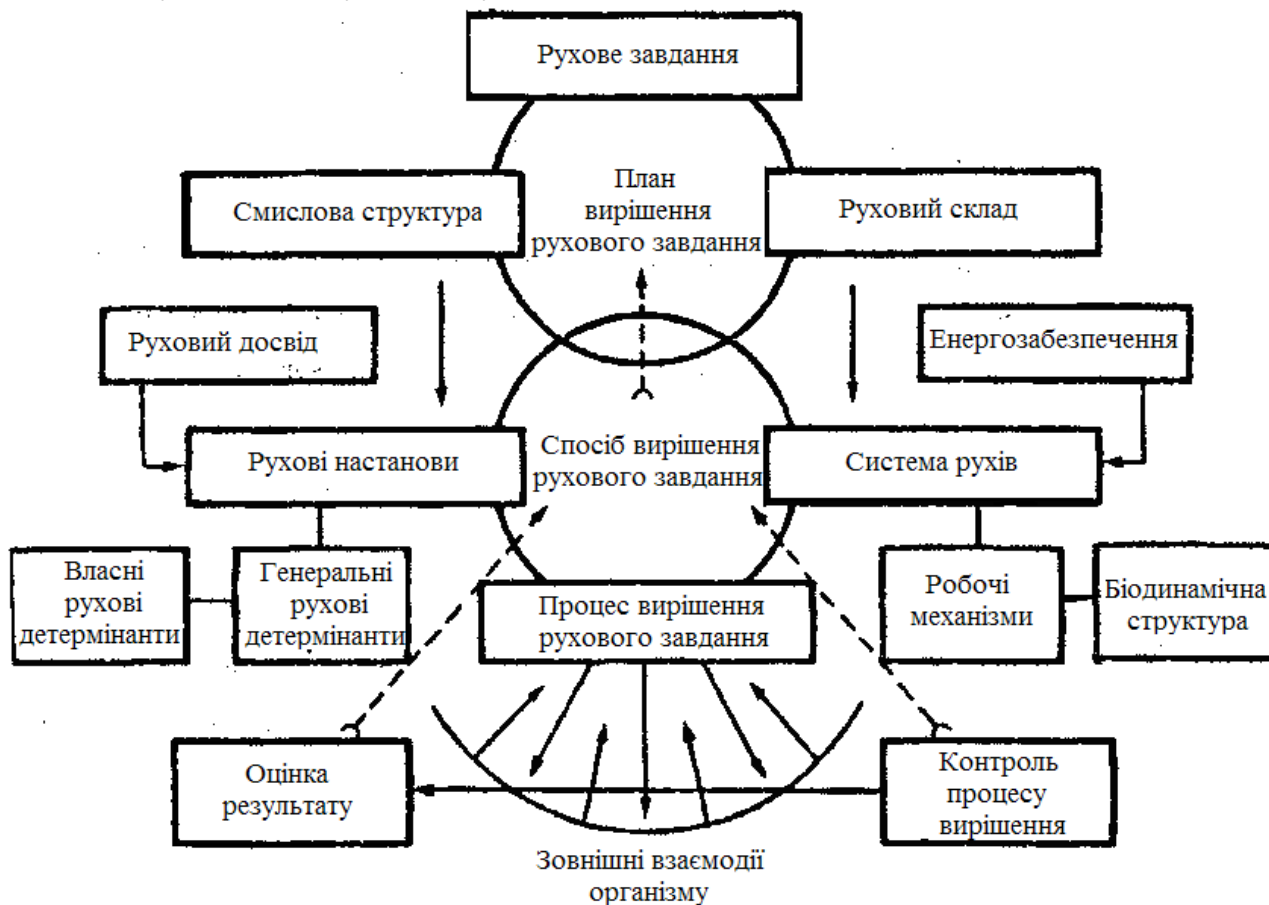 Рухове завдання
Смислова структура
План
вирішення
рухового завдання
Руховий склад
Руховий досвід
Енергозабезпечення
Рухові настанови
Спосіб вирішення
рухового завдання
Система рухів
Власні
рухові
детермінанти
Генеральні
рухові
детермінанти
Процес вирішення
рухового завдання
Робочі
механізми
Біодинамічна
структура
Оцінка
результату
Контроль
процесу
вирішення
Зовнішні взаємодії
організму